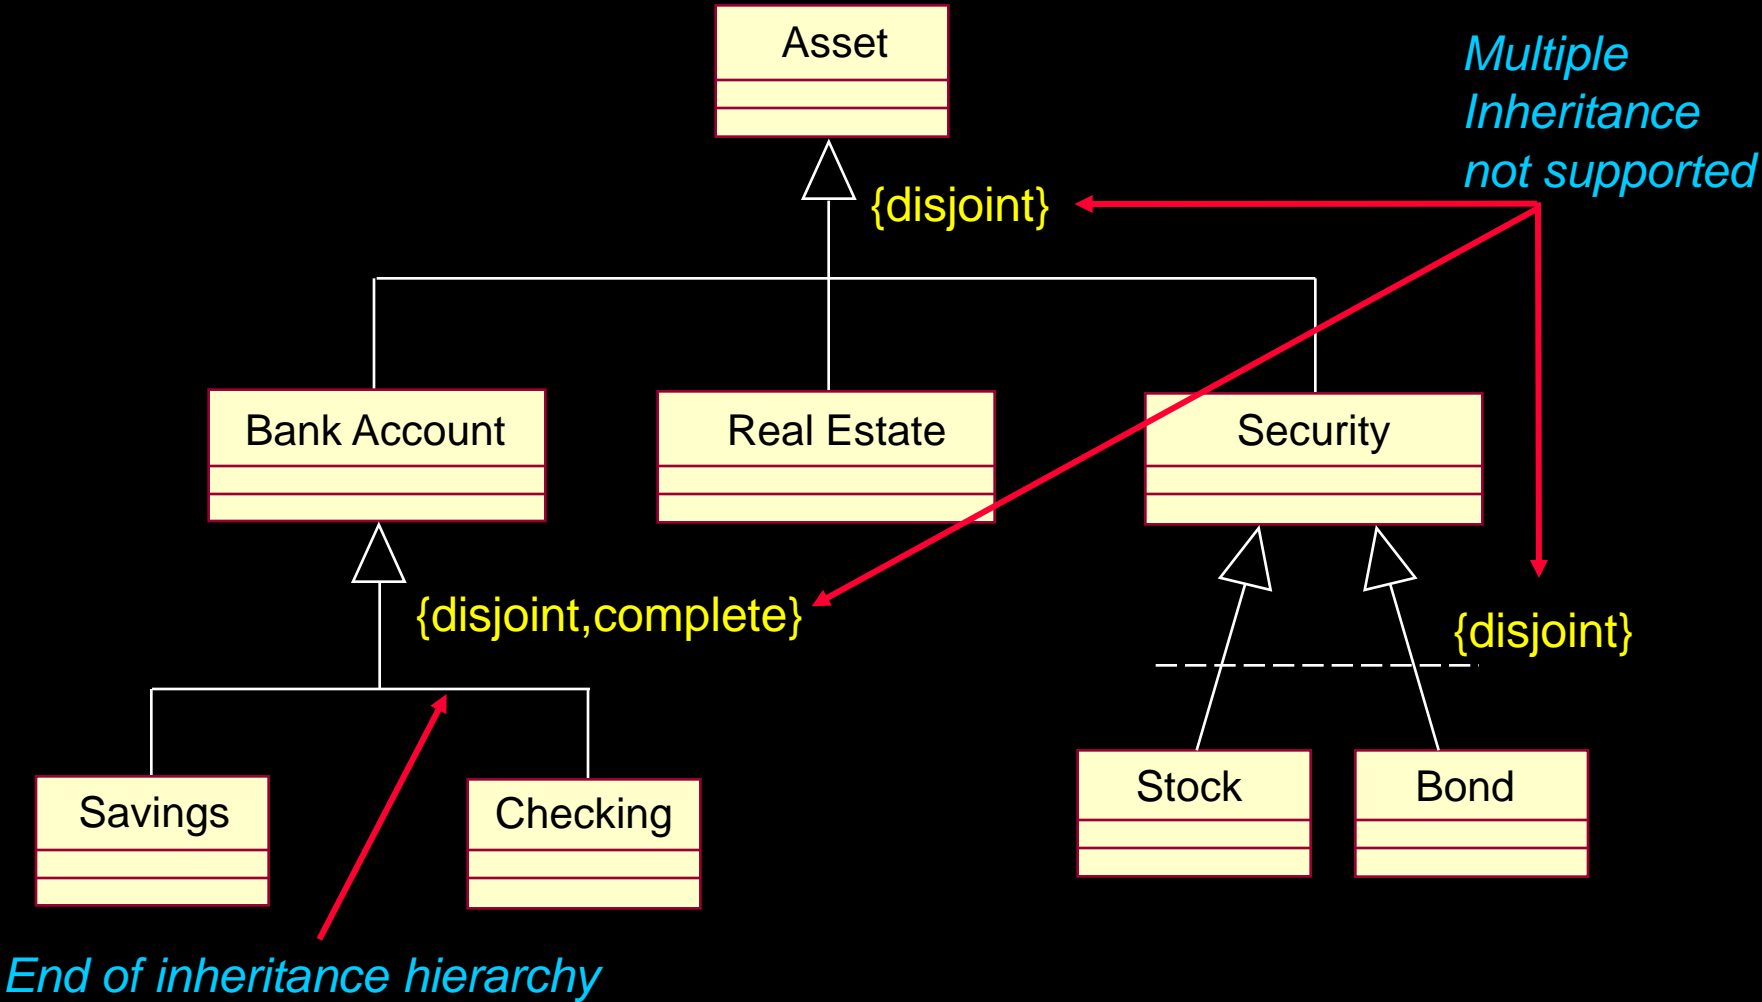 Asset
Multiple
Inheritance
not supported
{disjoint}
Bank Account
Real Estate
Security
{disjoint,complete}
{disjoint}
Savings
Checking
Stock
Bond
End of inheritance hierarchy